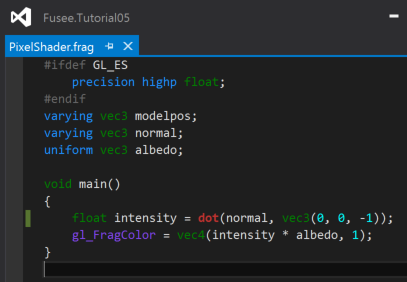 Fusee.Tutorial05
PixelShader.frag
#ifdef GL_ES
    precision highp float;
#endif
varying vec3 modelpos;
varying vec3 normal;
uniform vec3 albedo;

void main()
{
    float intensity = dot(normal, vec3(0, 0, -1));
    gl_FragColor = vec4(intensity * albedo, 1);
}